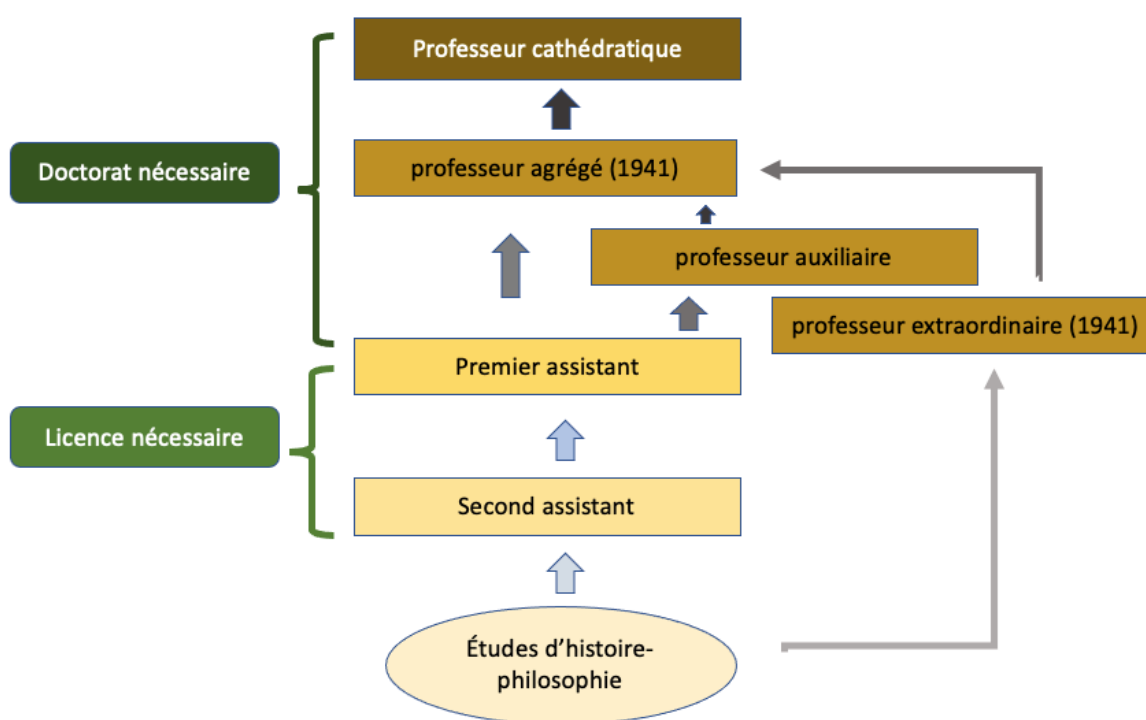 Professeur cathédratique
Doctorat nécessaire
professeur agrégé (1941)
professeur auxiliaire
professeur extraordinaire (1941)
Premier assistant
Licence nécessaire
Second assistant
Études d’histoire-
philosophie